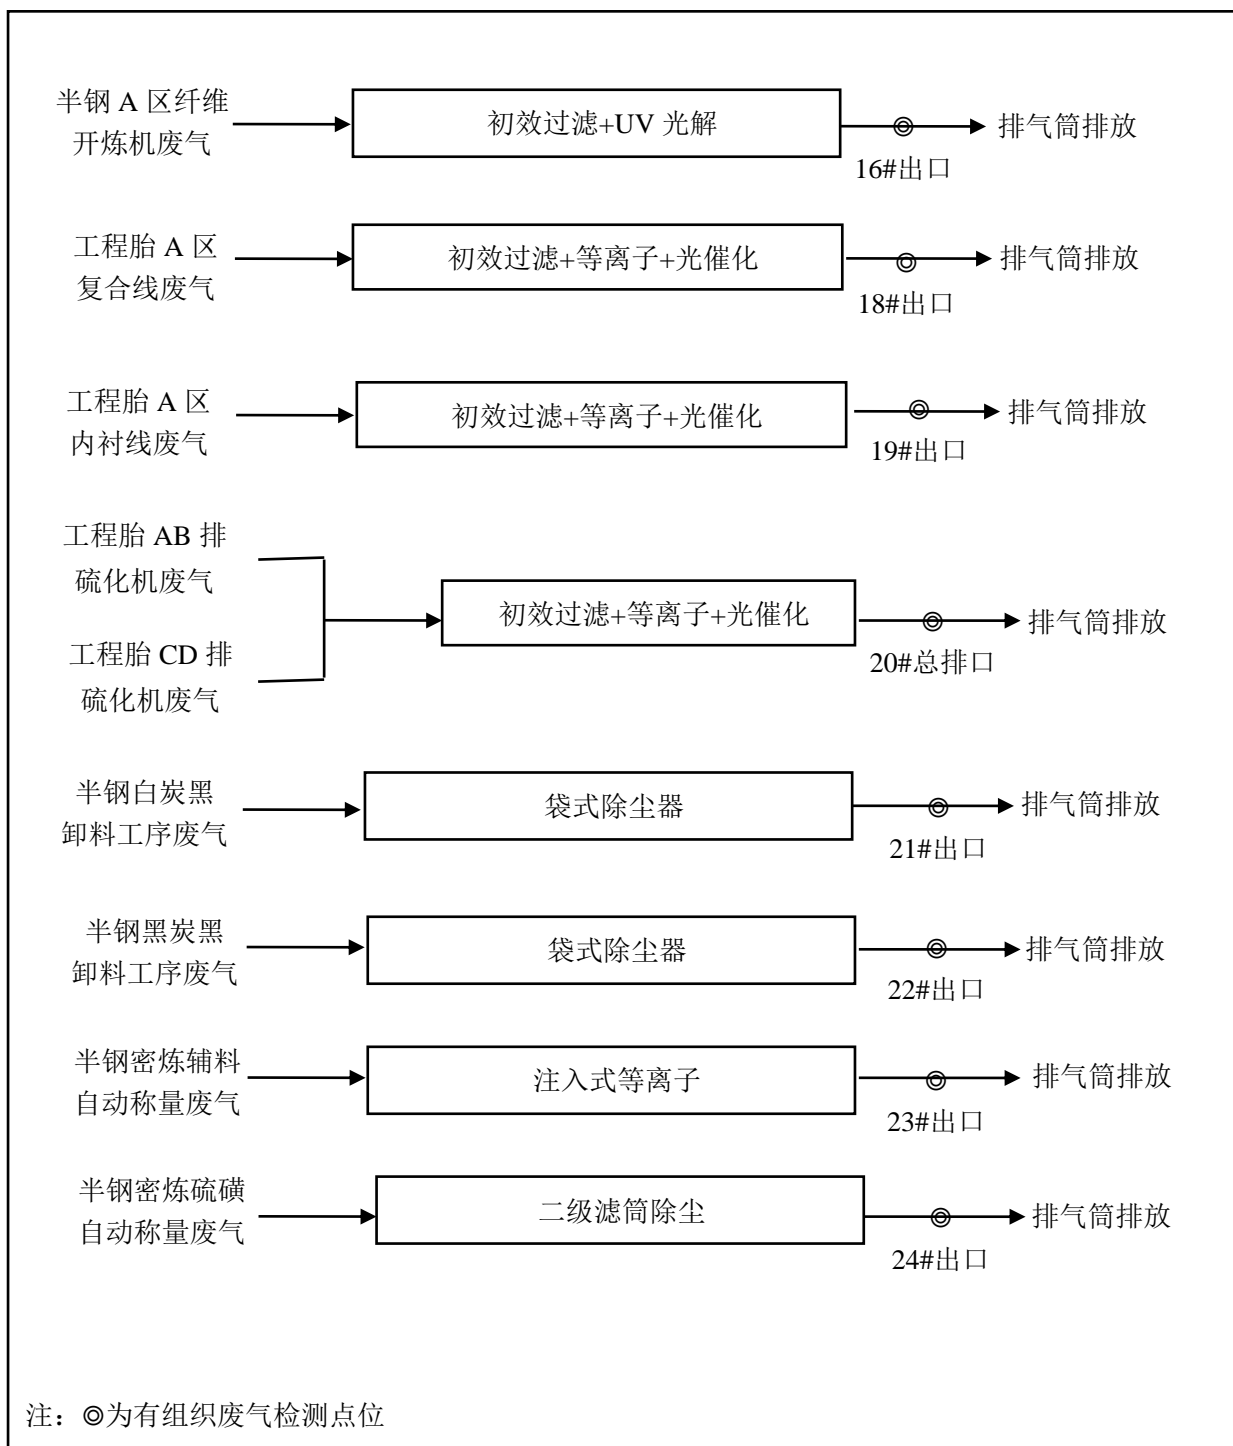 半钢 A 区纤维
开炼机废气
初效过滤+UV 光解
排气筒排放
16#出口
工程胎 A 区
复合线废气
初效过滤+等离子+光催化
排气筒排放
18#出口
工程胎 A 区
内衬线废气
初效过滤+等离子+光催化
排气筒排放
19#出口
工程胎 AB 排
硫化机废气
工程胎 CD 排
硫化机废气
初效过滤+等离子+光催化
排气筒排放
20#总排口
半钢白炭黑
卸料工序废气
袋式除尘器
排气筒排放
21#出口
半钢黑炭黑
卸料工序废气
袋式除尘器
排气筒排放
22#出口
半钢密炼辅料
自动称量废气
注入式等离子
排气筒排放
23#出口
半钢密炼硫磺
自动称量废气
二级滤筒除尘
排气筒排放
24#出口
注：◎为有组织废气检测点位